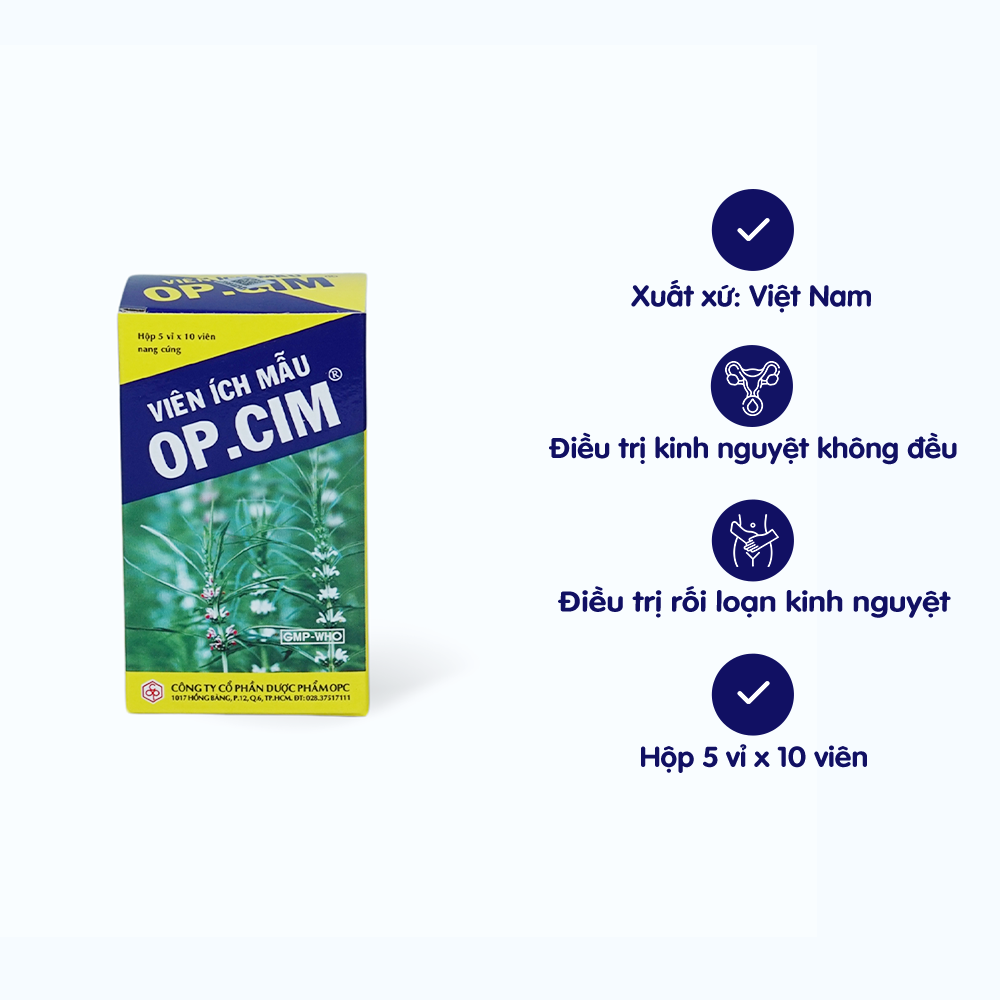 VIÊN ÍCH MẪU
OP.CIM®
Hộp 5 vỉ x 10 viên
nang cứng
VIÊN ÍCH MẪU
OP.CIM®
GMP-WHO
CÔNG TY CỔ PHẦN DƯỢC PHẨM OPC
1017 HỒNG BÀNG, P.12, Q.6, TP.HCM. ĐT: 028.37517111
Xuất xứ: Việt Nam
Điều trị kinh nguyệt không đều
Điều trị rối loạn kinh nguyệt
Hộp 5 vỉ x 10 viên